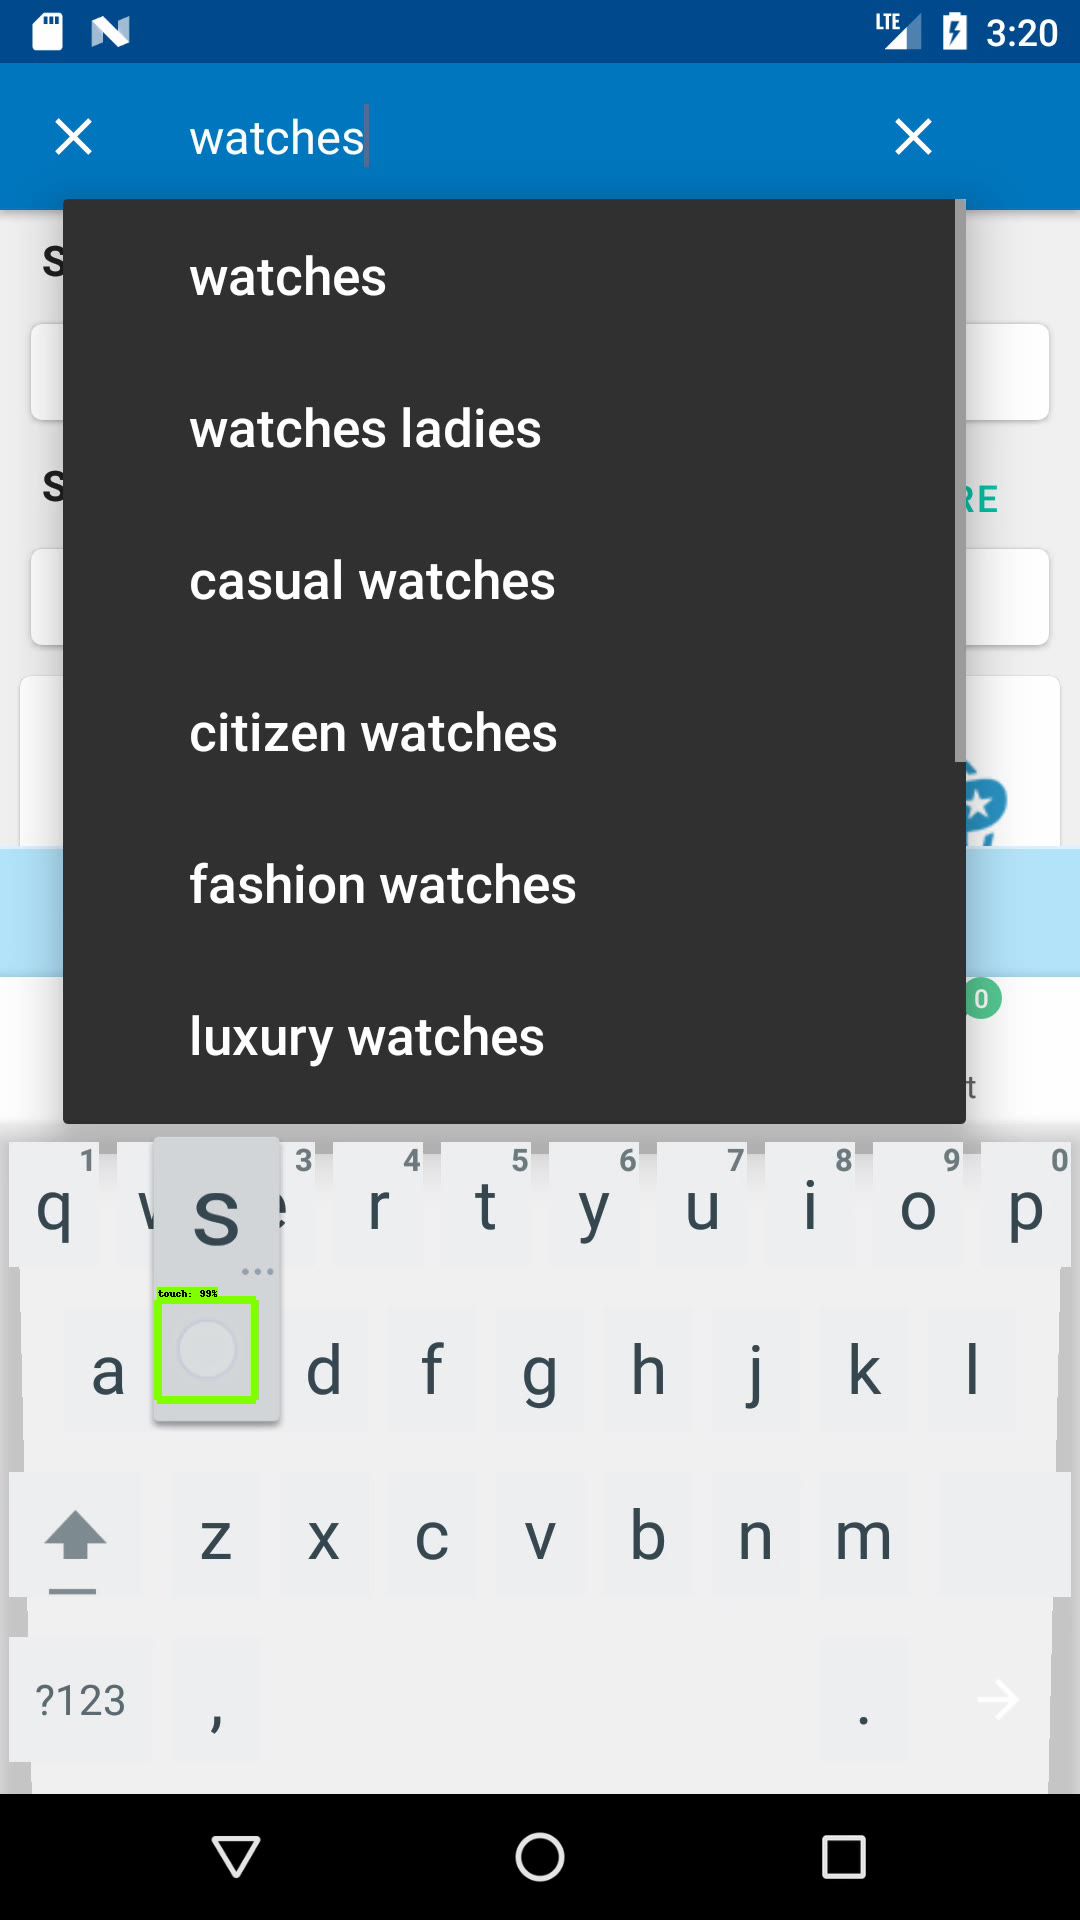 LTE 3:20
watches
watches
watches ladies
casual watches
RE
citizen watches
fashion watches
0
luxury watches
t
1 3 4 5 6 7 8 9 0
q e r t y u i o p
s
touch: 99%
a d f g h j k l
z x c v b n m
?123 , .